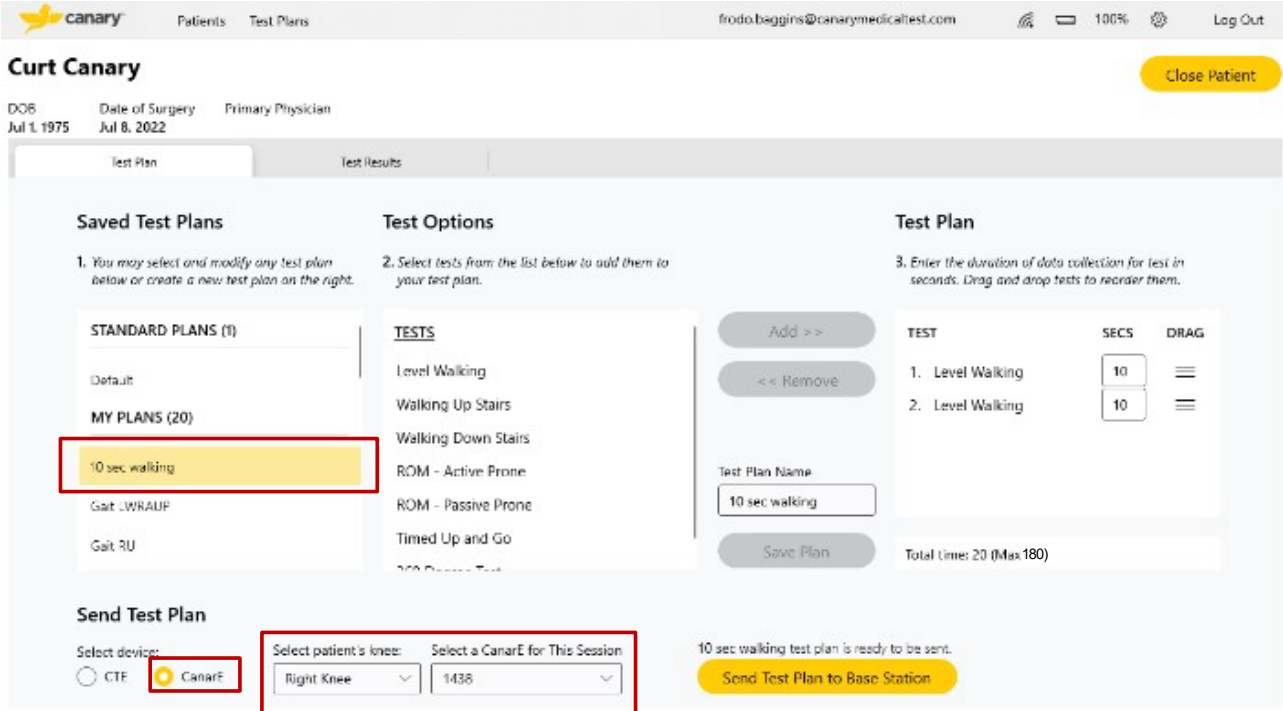 canary Patients Test Plans frodo.baggins@canarymedicaltest.com 100% Log Out
Curt Canary
Close Patient
DOB Date of Surgery Primary Physician
Jul 1, 1975 Jul 8, 2022
Test Plan Test Results
Saved Test Plans
1. You may select and modify any test plan
below or create a new test plan on the right.
STANDARD PLANS (1)
Default
MY PLANS (20)
10 sec walking
Gait LWRAUP
Gait RU
Test Options
2. Select tests from the list below to add them to
your test plan.
TESTS
Level Walking
Walking Up Stairs
Walking Down Stairs
ROM - Active Prone
ROM - Passive Prone
Timed Up and Go
360 Degree Test
Add >>
<< Remove
Test Plan Name
10 sec walking
Save Plan
Test Plan
3. Enter the duration of data collection for test in
seconds. Drag and drop tests to reorder them.
TEST SECS DRAG
1. Level Walking 10
2. Level Walking 10
Total time: 20 (Max 180)
Send Test Plan
Select device:
CTE CanarE
Select patient's knee: Select a CanarE for This Session
Right Knee 1438
10 sec walking test plan is ready to be sent.
Send Test Plan to Base Station